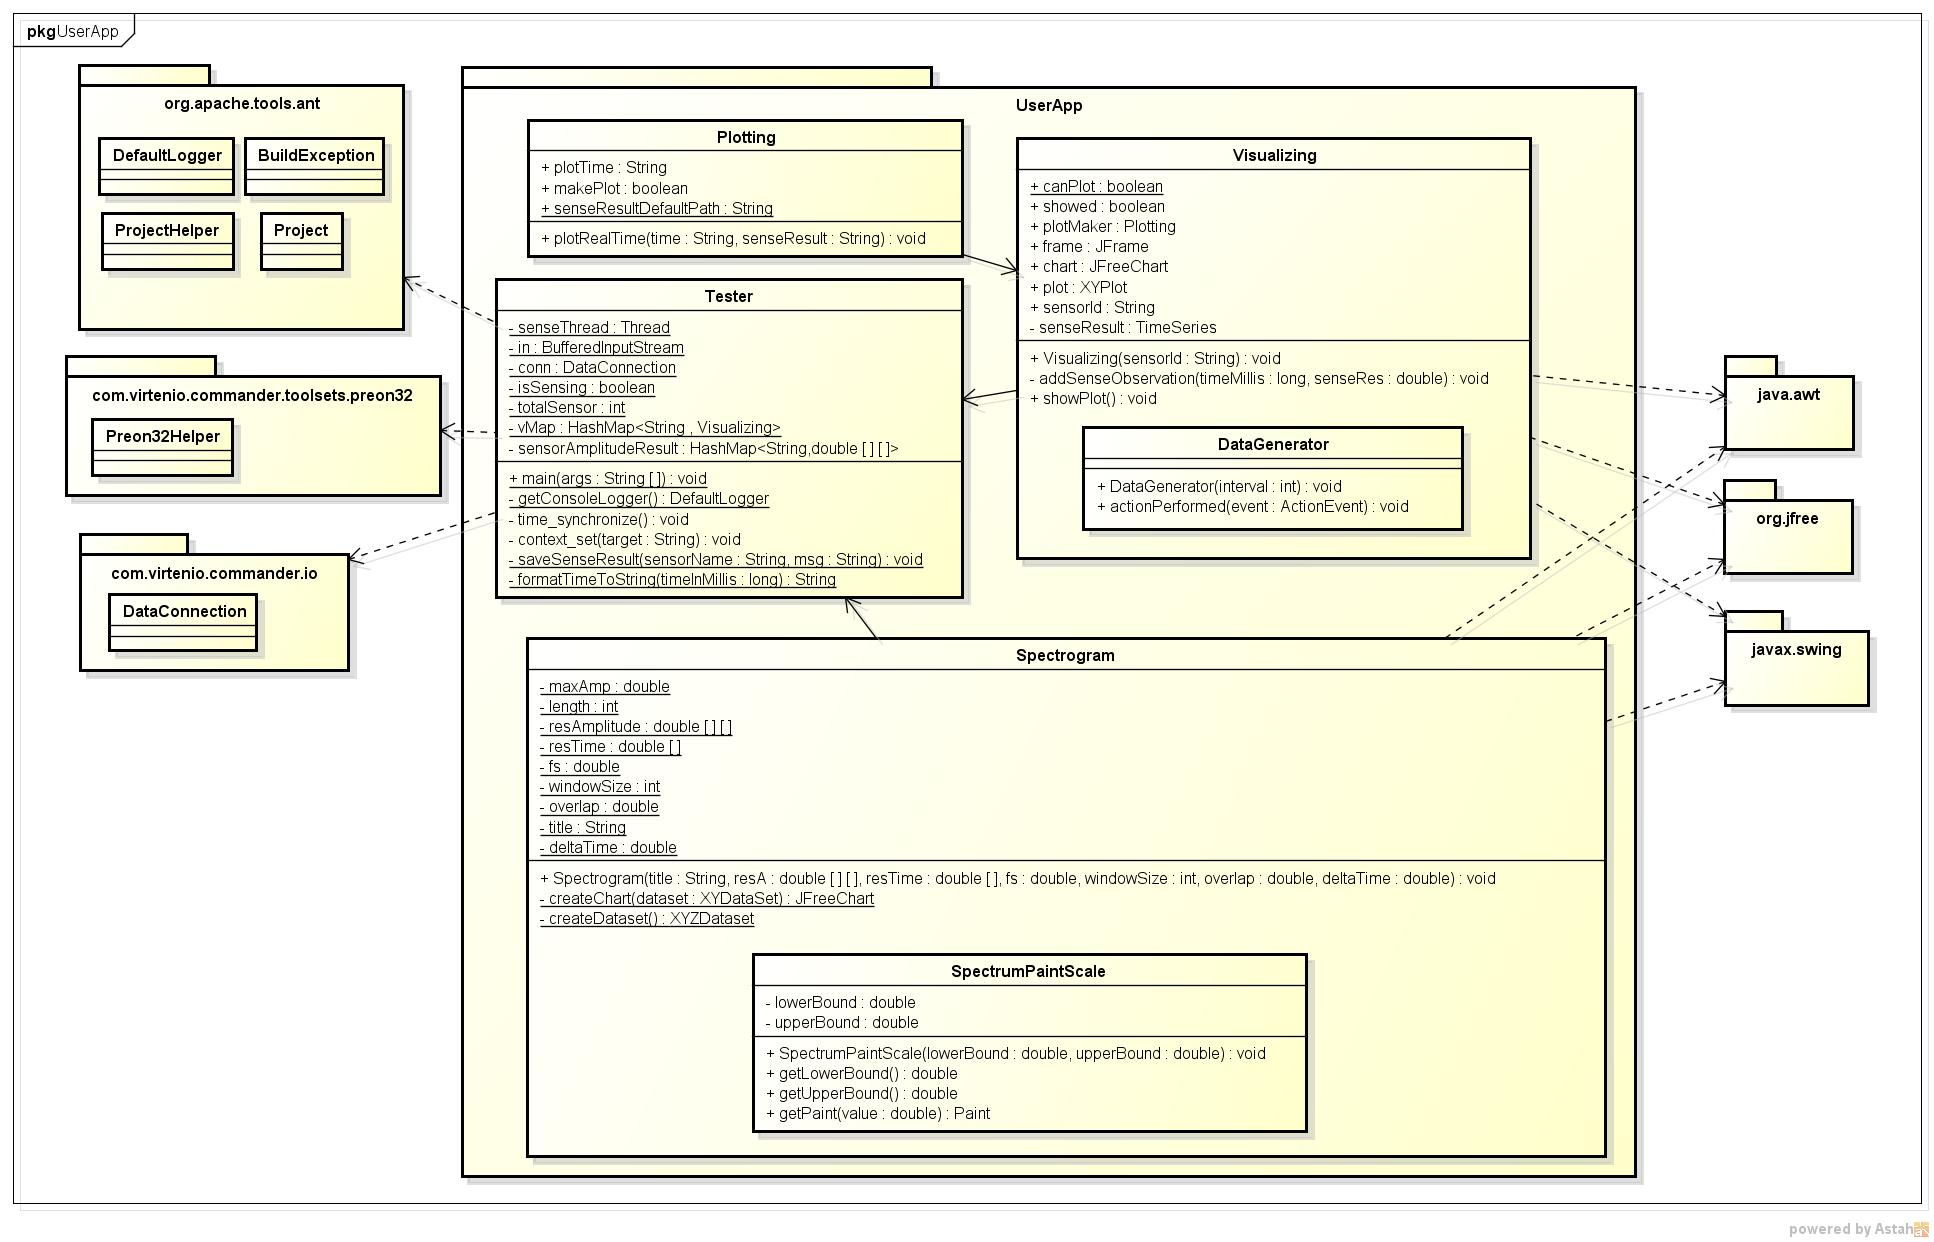 pkg UserApp
org.apache.tools.ant
DefaultLogger
BuildException
ProjectHelper
Project
com.virtenio.commander.toolsets.preon32
Preon32Helper
com.virtenio.commander.io
DataConnection
UserApp
Plotting
+ plotTime : String
+ makePlot : boolean
+ senseResultDefaultPath : String
+ plotRealTime(time : String, senseResult : String) : void
Tester
- senseThread : Thread
- in : BufferedInputStream
- conn : DataConnection
- isSensing : boolean
- totalSensor : int
- vMap : HashMap<String , Visualizing>
- sensorAmplitudeResult : HashMap<String,double [ ] [ ]>
+ main(args : String [ ]) : void
- getConsoleLogger() : DefaultLogger
- time_synchronize() : void
- context_set(target : String) : void
- saveSenseResult(sensorName : String, msg : String) : void
- formatTimeToString(timeInMillis : long) : String
Visualizing
+ canPlot : boolean
+ showed : boolean
+ plotMaker : Plotting
+ frame : JFrame
+ chart : JFreeChart
+ plot : XYPlot
+ sensorId : String
- senseResult : TimeSeries
+ Visualizing(sensorId : String) : void
- addSenseObservation(timeMillis : long, senseRes : double) : void
+ showPlot() : void
DataGenerator
+ DataGenerator(interval : int) : void
+ actionPerformed(event : ActionEvent) : void
java.awt
org.jfree
javax.swing
Spectrogram
- maxAmp : double
- length : int
- resAmplitude : double [ ] [ ]
- resTime : double [ ]
- fs : double
- windowSize : int
- overlap : double
- title : String
- deltaTime : double
+ Spectrogram(title : String, resA : double [ ] [ ], resTime : double [ ], fs : double, windowSize : int, overlap : double, deltaTime : double) : void
- createChart(dataset : XYDataSet) : JFreeChart
- createDataset() : XYZDataset
SpectrumPaintScale
- lowerBound : double
- upperBound : double
+ SpectrumPaintScale(lowerBound : double, upperBound : double) : void
+ getLowerBound() : double
+ getUpperBound() : double
+ getPaint(value : double) : Paint
powered by Astah